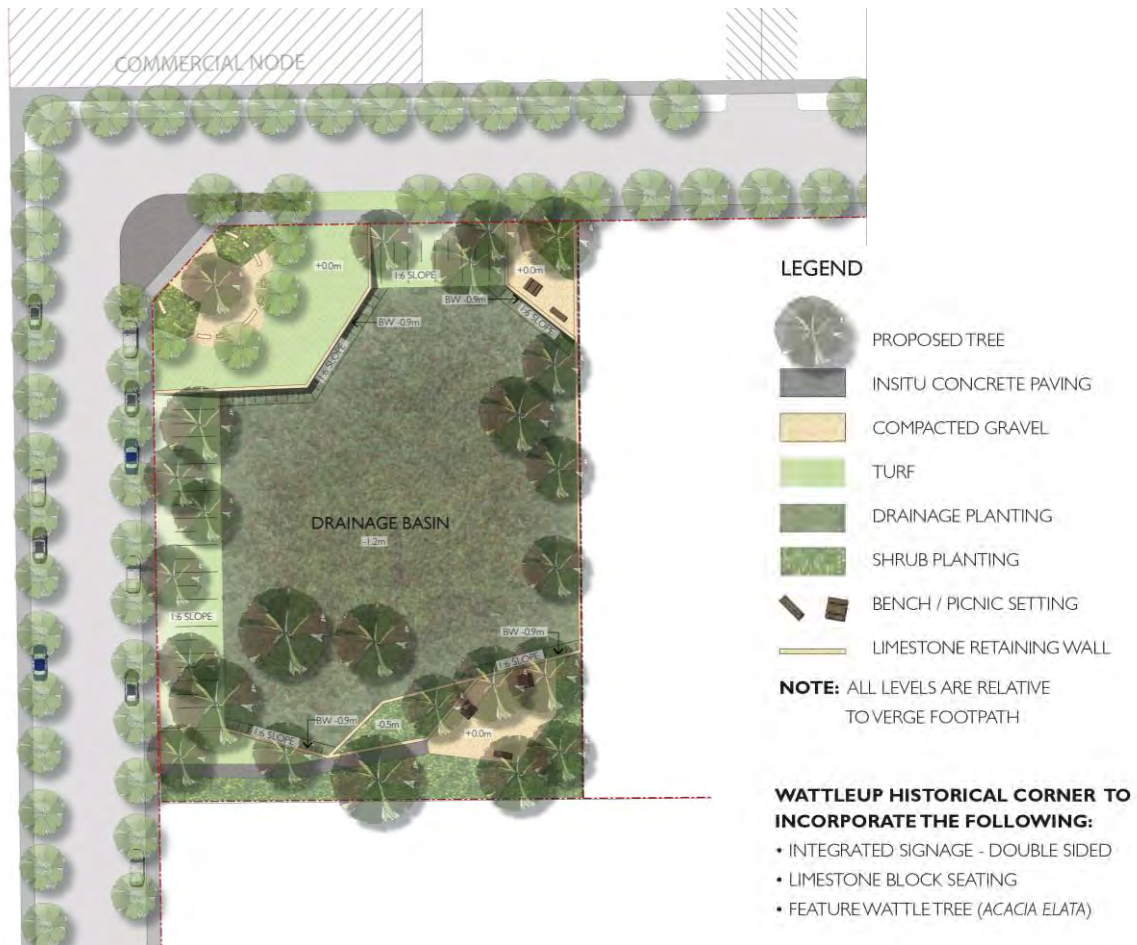 COMMERCIAL NODE
+0.0m
1:6 SLOPE
+0.0m
BW -0.9m
1:6 SLOPE
BW -0.9m
1:6 SLOPE
DRAINAGE BASIN
-1.2m
1:6 SLOPE
BW -0.9m
1:6 SLOPE
BW -0.9m
-0.5m
+0.0m
1:6 SLOPE
LEGEND
PROPOSED TREE
INSITU CONCRETE PAVING
COMPACTED GRAVEL
TURF
DRAINAGE PLANTING
SHRUB PLANTING
BENCH / PICNIC SETTING
LIMESTONE RETAINING WALL
NOTE: ALL LEVELS ARE RELATIVE
TO VERGE FOOTPATH
WATTLEUP HISTORICAL CORNER TO
INCORPORATE THE FOLLOWING:
• INTEGRATED SIGNAGE - DOUBLE SIDED
• LIMESTONE BLOCK SEATING
• FEATURE WATTLE TREE (ACACIA ELATA)